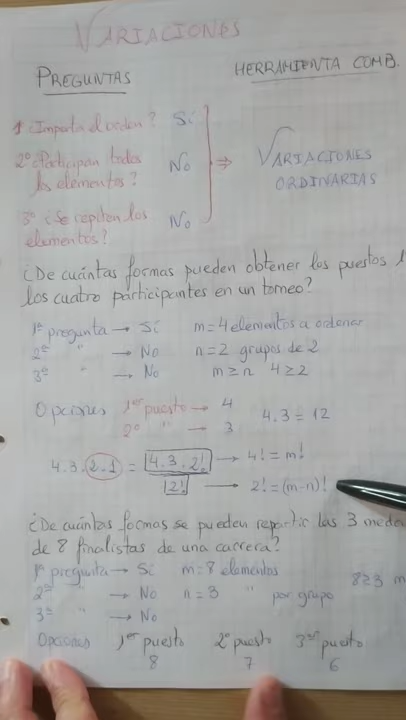 VARIACIONES
PREGUNTAS
HERRAMIENTA COMB.
1º ¿Importa el orden? Sí
2º ¿Participan todos los elementos? No ⇒ VARIACIONES ORDINARIAS
3º ¿Se repiten los elementos? No
¿De cuántas formas pueden obtener los puestos 1
los cuatro participantes en un torneo?
1ª pregunta → Sí m = 4 elementos a ordenar
2ª " → No n = 2 grupos de 2
3ª " → No m ≥ n 4 ≥ 2
Opciones 1er puesto → 4 4.3 = 12
2º " → 3
4.3.2.1 = 4.3.2! → 4! = m!
2! → 2! = (m-n)!
¿De cuántas formas se pueden repartir las 3 meda
de 8 finalistas de una carrera?
1ª pregunta → Sí m = 8 elementos
2ª " → No n = 3 " por grupo 8≥3 m
3ª " → No
Opciones 1er puesto 2º puesto 3er puesto
8 7 6